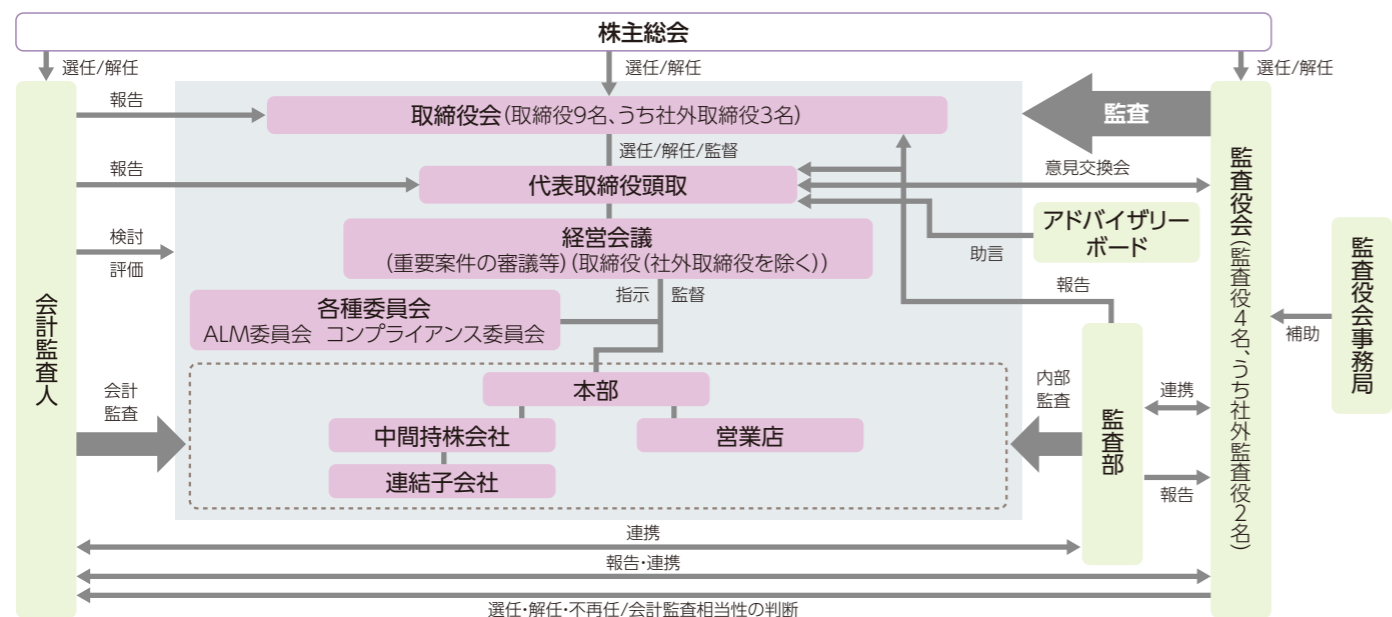 株主総会
選任/解任
選任/解任
選任/解任
報告
取締役会(取締役9名、うち社外取締役3名)
監査
選任/解任/監督
報告
代表取締役頭取
意見交換会
アドバイザリー
ボード
助言
検討
評価
経営会議
(重要案件の審議等)(取締役(社外取締役を除く))
指示
監督
報告
各種委員会
ALM委員会 コンプライアンス委員会
会計監査人
会計
監査
本部
中間持株会社
営業店
連結子会社
内部
監査
監査部
連携
報告
監査役会(監査役4名、うち社外監査役2名)
補助
監査役会事務局
連携
報告・連携
選任・解任・不再任/会計監査相当性の判断